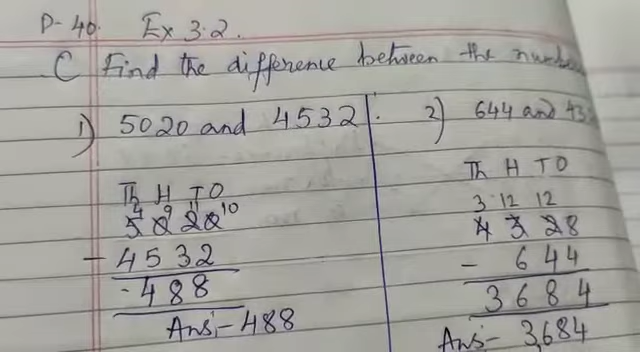 P-40. Ex 3.2.
C Find the difference between the
1) 5020 and 4532.
Th H T O
4 9 11 10
5 0 2 0
- 4 5 3 2
- 4 8 8
Ans:- 488
2) 644 and
Th H T O
3 12 12
4 3 2 8
- 6 4 4
3 6 8 4
Ans:- 3,684